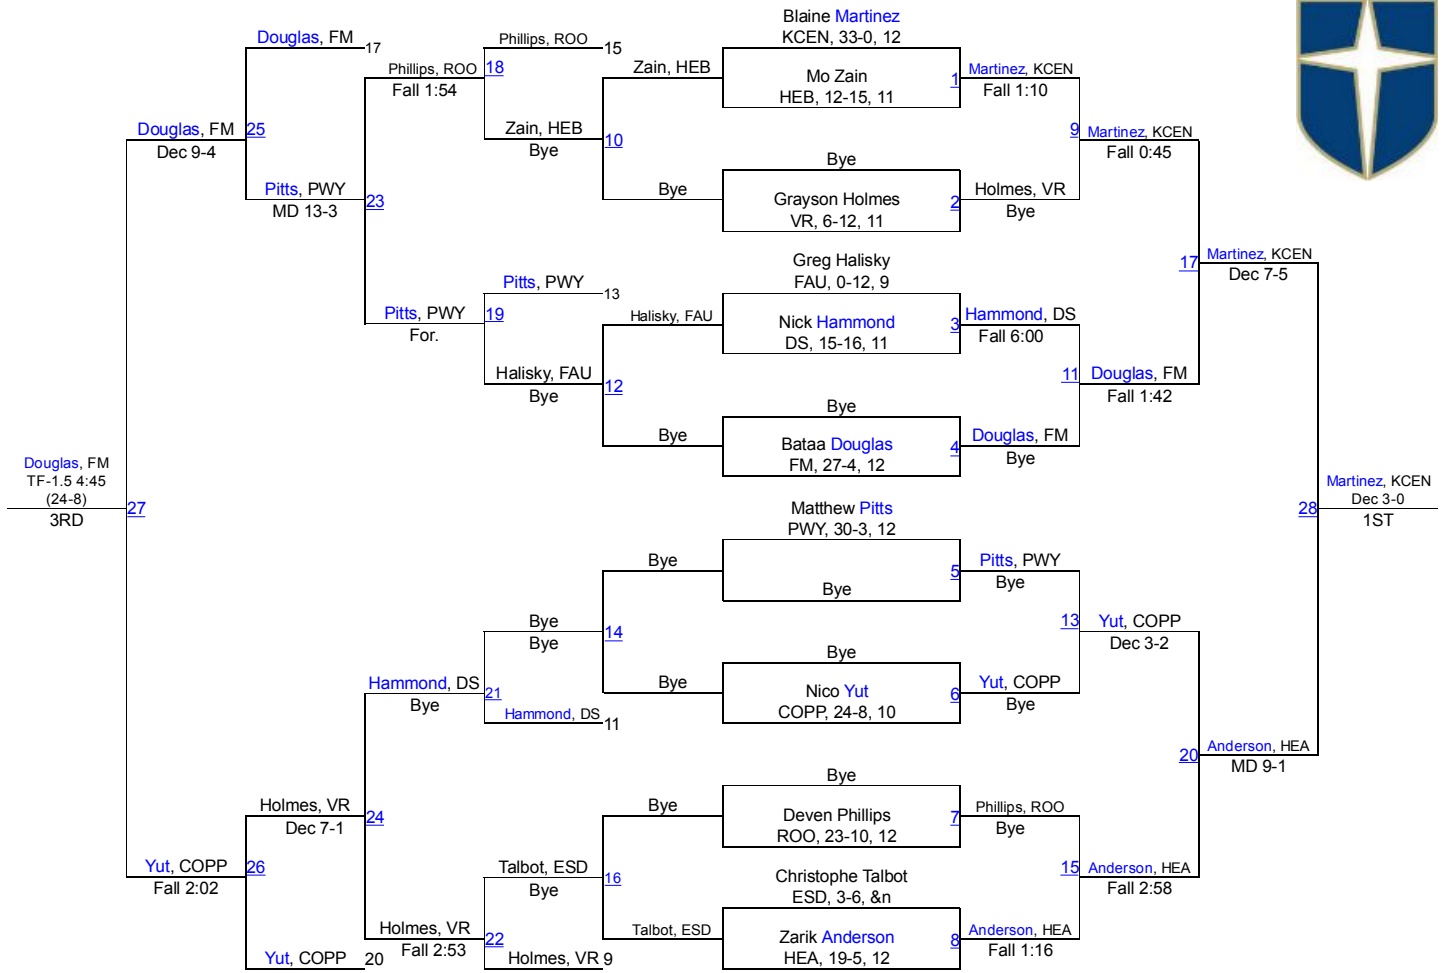 Blaine Martinez
KCEN, 33-0, 12
Douglas, FM
17
Phillips, ROO
15
Phillips, ROO
18
Fall 1:54
Zain, HEB
Mo Zain
HEB, 12-15, 11
1
Martinez, KCEN
Fall 1:10
Douglas, FM
25
Dec 9-4
Zain, HEB
Bye
10
9
Martinez, KCEN
Fall 0:45
Bye
Pitts, PWY
MD 13-3
23
Bye
Grayson Holmes
VR, 6-12, 11
2
Holmes, VR
Bye
Greg Halisky
FAU, 0-12, 9
17
Martinez, KCEN
Dec 7-5
Pitts, PWY
13
Pitts, PWY
19
For.
Halisky, FAU
Nick Hammond
DS, 15-16, 11
3
Hammond, DS
Fall 6:00
Halisky, FAU
Bye
12
11
Douglas, FM
Fall 1:42
Bye
Bye
Bataa Douglas
FM, 27-4, 12
4
Douglas, FM
Bye
Douglas, FM
TF-1.5 4:45
(24-8)
3RD
27
Matthew Pitts
PWY, 30-3, 12
28
Martinez, KCEN
Dec 3-0
1ST
Bye
Bye
5
Pitts, PWY
Bye
Bye
Bye
14
13
Yut, COPP
Dec 3-2
Bye
Bye
Nico Yut
COPP, 24-8, 10
6
Yut, COPP
Bye
Hammond, DS
Bye
21
Hammond, DS
11
20
Anderson, HEA
MD 9-1
Bye
Holmes, VR
Dec 7-1
24
Bye
Deven Phillips
ROO, 23-10, 12
7
Phillips, ROO
Bye
Yut, COPP
Fall 2:02
26
Talbot, ESD
Bye
16
Christophe Talbot
ESD, 3-6, &n
15
Anderson, HEA
Fall 2:58
Holmes, VR
Fall 2:53
22
Talbot, ESD
Zarik Anderson
HEA, 19-5, 12
8
Anderson, HEA
Fall 1:16
Yut, COPP
20
Holmes, VR
9